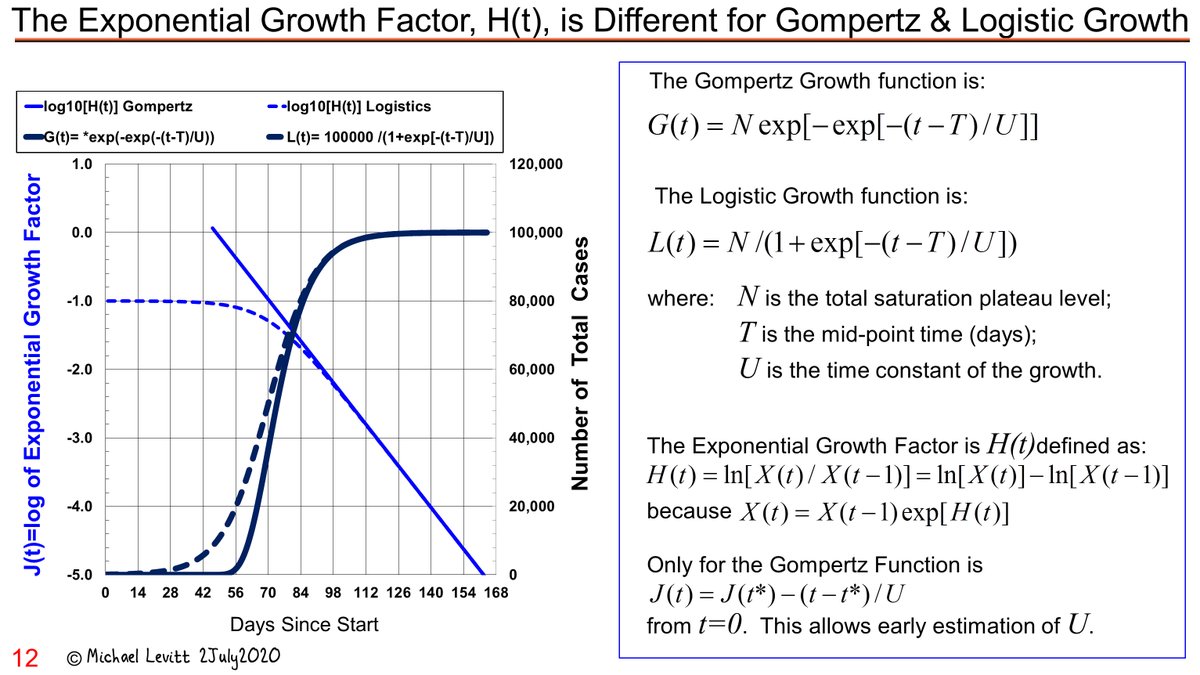 The Exponential Growth Factor, H(t), is Different for Gompertz & Logistic Growth
log10[H(t)] Gompertz
log10[H(t)] Logistics
G(t)= *exp(-exp(-(t-T)/U))
L(t)= 100000 /(1+exp[-(t-T)/U])
J(t)=log of Exponential Growth Factor
1.0
0.0
-1.0
-2.0
-3.0
-4.0
-5.0
120,000
100,000
80,000
60,000
40,000
20,000
0
Number of Total Cases
0 14 28 42 56 70 84 98 112 126 140 154 168
Days Since Start
12
© Michael Levitt 2July2020
The Gompertz Growth function is:
G(t) = N exp[−exp[−(t−T)/U]]
The Logistic Growth function is:
L(t) = N/(1+exp[−(t−T)/U])
where: N is the total saturation plateau level;
T is the mid-point time (days);
U is the time constant of the growth.
The Exponential Growth Factor is H(t) defined as:
H(t) = ln[X(t)/X(t−1)] = ln[X(t)]−ln[X(t−1)]
because X(t) = X(t−1)exp[H(t)]
Only for the Gompertz Function is
J(t) = J(t*)−(t−t*)/U
from t=0. This allows early estimation of U.